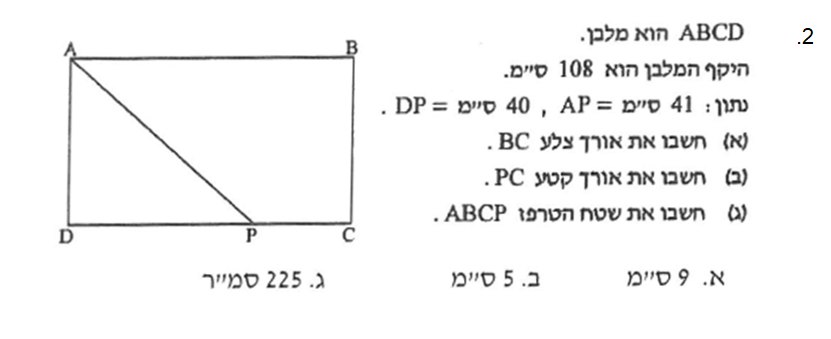 2.
ABCD הוא מלבן.
היקף המלבן הוא 108 ס״מ.
נתון: 41 ס״מ = AP , 40 ס״מ = DP .
(א) חשבו את אורך צלע BC .
(ב) חשבו את אורך קטע PC .
(ג) חשבו את שטח הטרפז ABCP .
A B
D P C
א. 9 ס״מ ב. 5 ס״מ ג. 225 סמ״ר